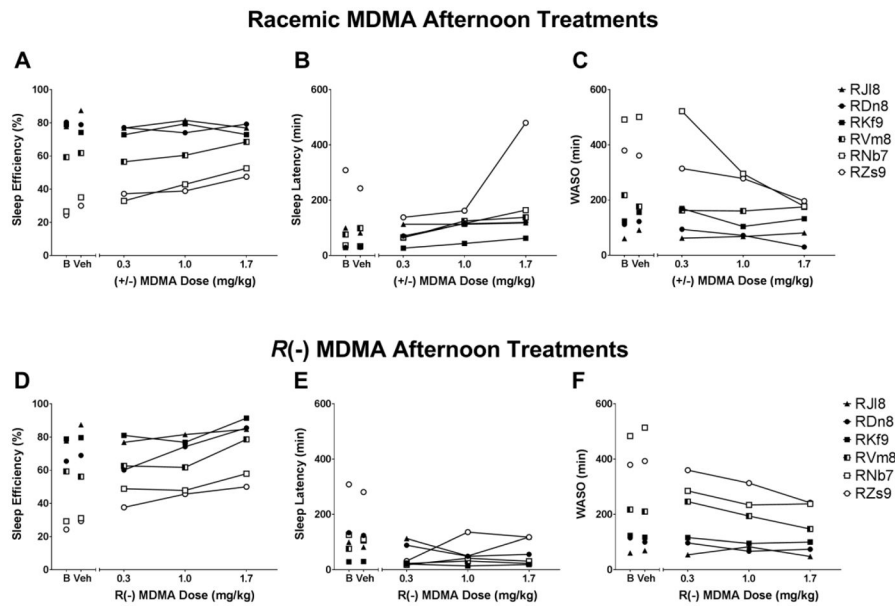 Racemic MDMA Afternoon Treatments
A
B
C
Sleep Efficiency (%)
100
80
60
40
20
0
B Veh
0.3
1.0
1.7
(+/-) MDMA Dose (mg/kg)
Sleep Latency (min)
600
400
200
0
B Veh
0.3
1.0
1.7
(+/-) MDMA Dose (mg/kg)
WASO (min)
600
400
200
0
B Veh
0.3
1.0
1.7
(+/-) MDMA Dose (mg/kg)
RJl8
RDn8
RKf9
RVm8
RNb7
RZs9
R(-) MDMA Afternoon Treatments
D
E
F
Sleep Efficiency (%)
100
80
60
40
20
0
B Veh
0.3
1.0
1.7
R(-) MDMA Dose (mg/kg)
Sleep Latency (min)
600
400
200
0
B Veh
0.3
1.0
1.7
R(-) MDMA Dose (mg/kg)
WASO (min)
600
400
200
0
B Veh
0.3
1.0
1.7
R(-) MDMA Dose (mg/kg)
RJl8
RDn8
RKf9
RVm8
RNb7
RZs9